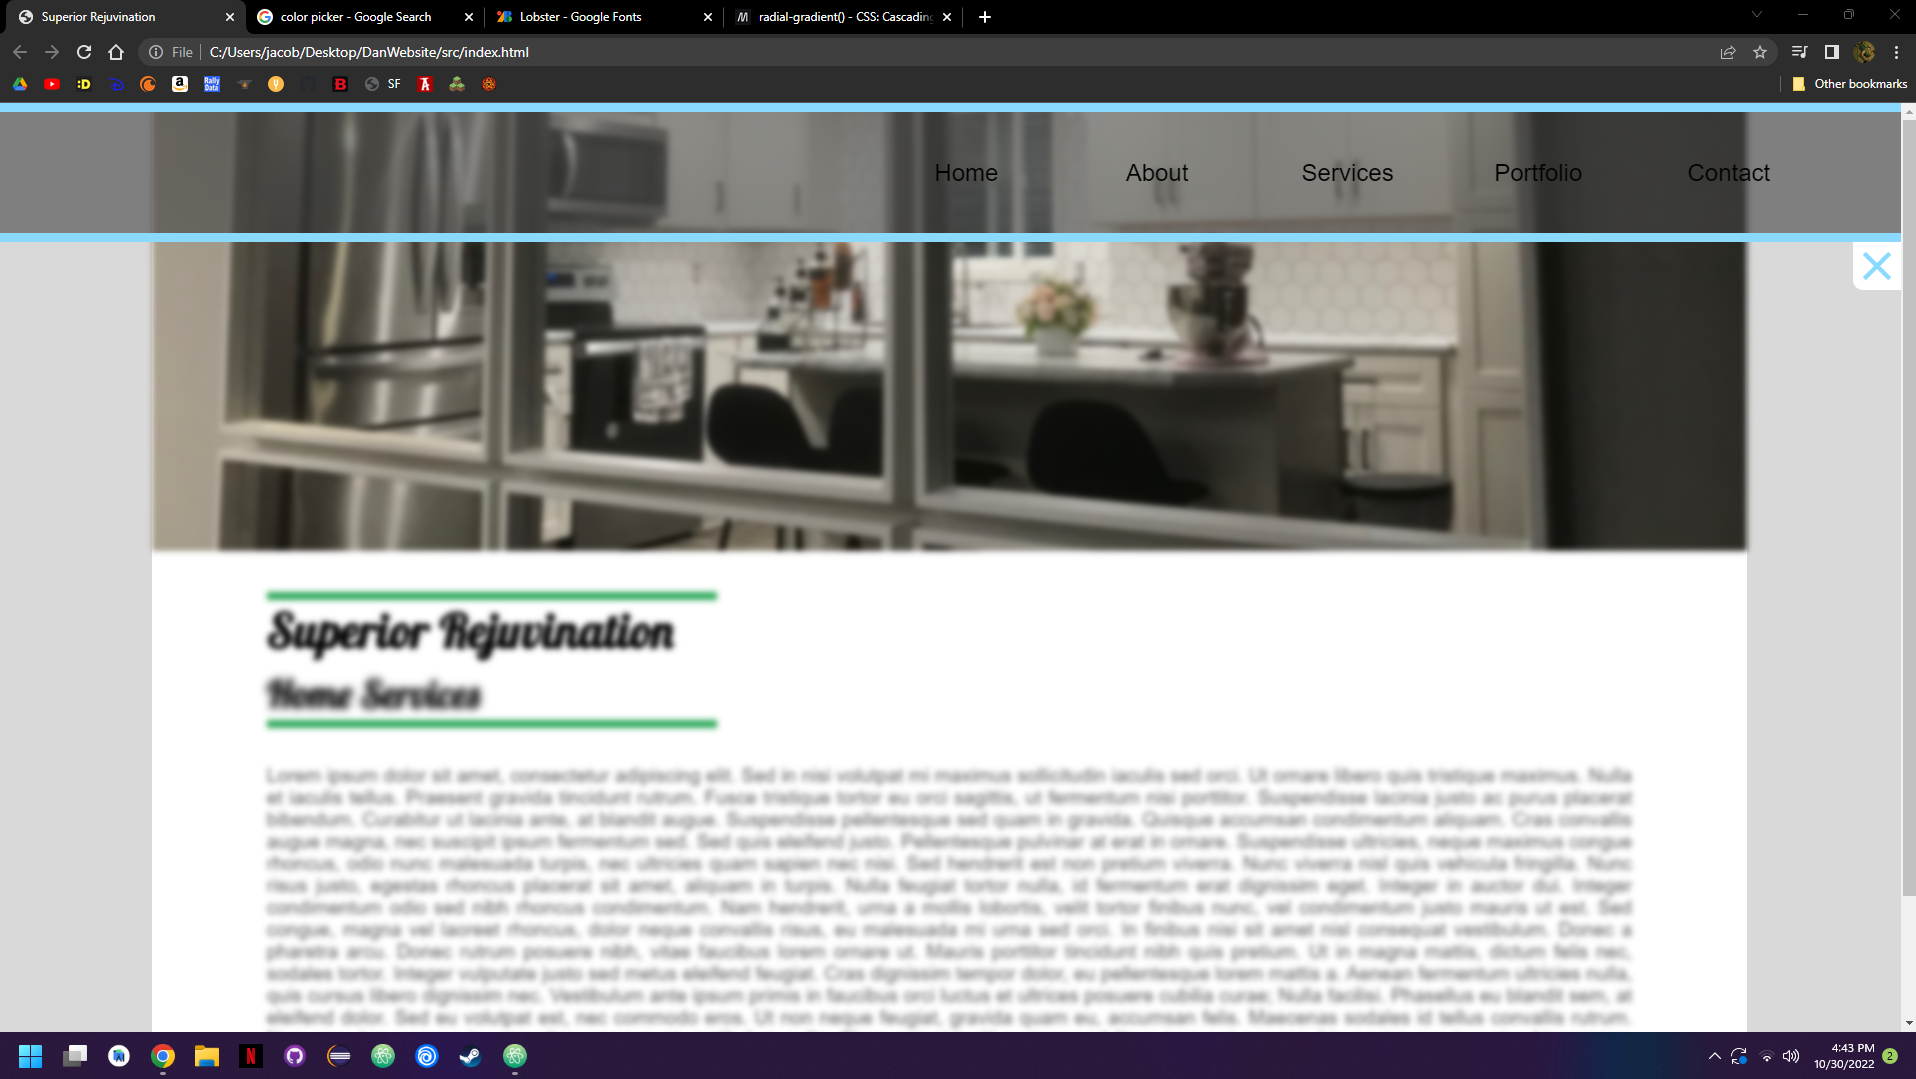 Superior Rejuvination
color picker - Google Search
Lobster - Google Fonts
radial-gradient() - CSS: Cascading
File
C:/Users/jacob/Desktop/DanWebsite/src/index.html
:D
a
Rally Data
B
SF
Other bookmarks
Home
About
Services
Portfolio
Contact
Superior Rejuvination
Home Services
Lorem ipsum dolor sit amet, consectetur adipiscing elit. Sed in nisi volutpat mi maximus sollicitudin iaculis sed orci. Ut ornare libero quis tristique maximus. Nulla
et iaculis tellus. Praesent gravida tincidunt rutrum. Fusce tristique tortor eu orci sagittis, ut fermentum nisi porttitor. Suspendisse lacinia justo ac purus placerat
bibendum. Curabitur ut lacinia ante, at blandit augue. Suspendisse pellentesque sed quam in gravida. Quisque accumsan condimentum aliquam. Cras convallis
augue magna, nec suscipit ipsum fermentum sed. Sed quis eleifend justo. Pellentesque pulvinar at erat in ornare. Suspendisse ultricies, neque maximus congue
rhoncus, odio nunc malesuada turpis, nec ultricies quam sapien nec nisi. Sed hendrerit est non pretium viverra. Nunc viverra nisl quis vehicula fringilla. Nunc
risus justo, egestas rhoncus placerat sit amet, aliquam in turpis. Nulla feugiat tortor nulla, id fermentum erat dignissim eget. Integer in auctor dui. Integer
condimentum odio sed nibh rhoncus condimentum. Nam hendrerit, urna a mollis lobortis, velit tortor finibus nunc, vel condimentum justo mauris ut est. Sed
congue, magna vel laoreet rhoncus, dolor neque convallis risus, eu malesuada mi urna sed orci. In finibus nisi sit amet nisl consequat vestibulum. Donec a
pharetra arcu. Donec rutrum posuere nibh, vitae faucibus lorem ornare ut. Mauris porttitor tincidunt nibh quis pretium. Ut in magna mattis, dictum felis nec,
sodales tortor. Integer vulputate justo sed metus eleifend feugiat. Cras dignissim tempor dolor, eu pellentesque lorem mattis a. Aenean fermentum ultricies nulla,
quis cursus libero dignissim nec. Vestibulum ante ipsum primis in faucibus orci luctus et ultrices posuere cubilia curae; Nulla facilisi. Phasellus eu blandit sem, at
eleifend dolor. Sed eu volutpat est, nec commodo eros. Ut non neque feugiat, gravida quam eu, accumsan felis. Maecenas sodales id tellus convallis rutrum.
N
4:43 PM
10/30/2022
2